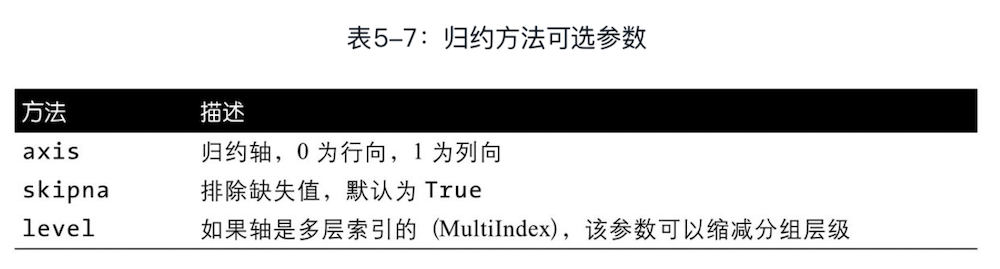 表5–7：归约方法可选参数
方法 描述
axis 归约轴，0 为行向，1 为列向
skipna 排除缺失值，默认为 True
level 如果轴是多层索引的 (MultiIndex)，该参数可以缩减分组层级